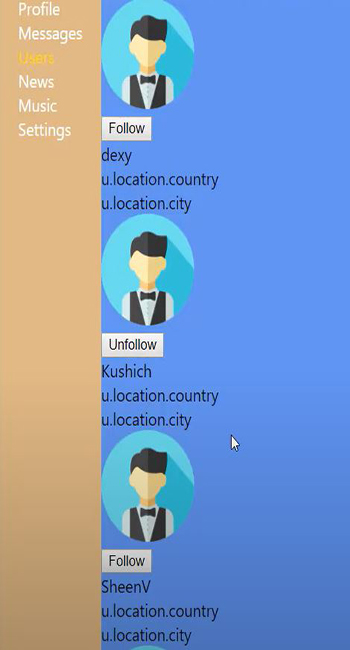 Profile
Messages
Users
News
Music
Settings
Follow
dexy
u.location.country
u.location.city
Unfollow
Kushich
u.location.country
u.location.city
Follow
SheenV
u.location.country
u.location.city